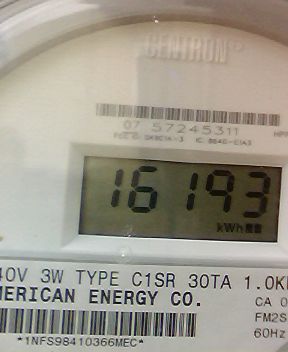 CENTRON®
07 57245311
16193
kWh
40V 3W TYPE C1SR 30TA 1.0K
MERICAN ENERGY CO.
CA 0
FM2S
60Hz
*1NFS98410366MEC*